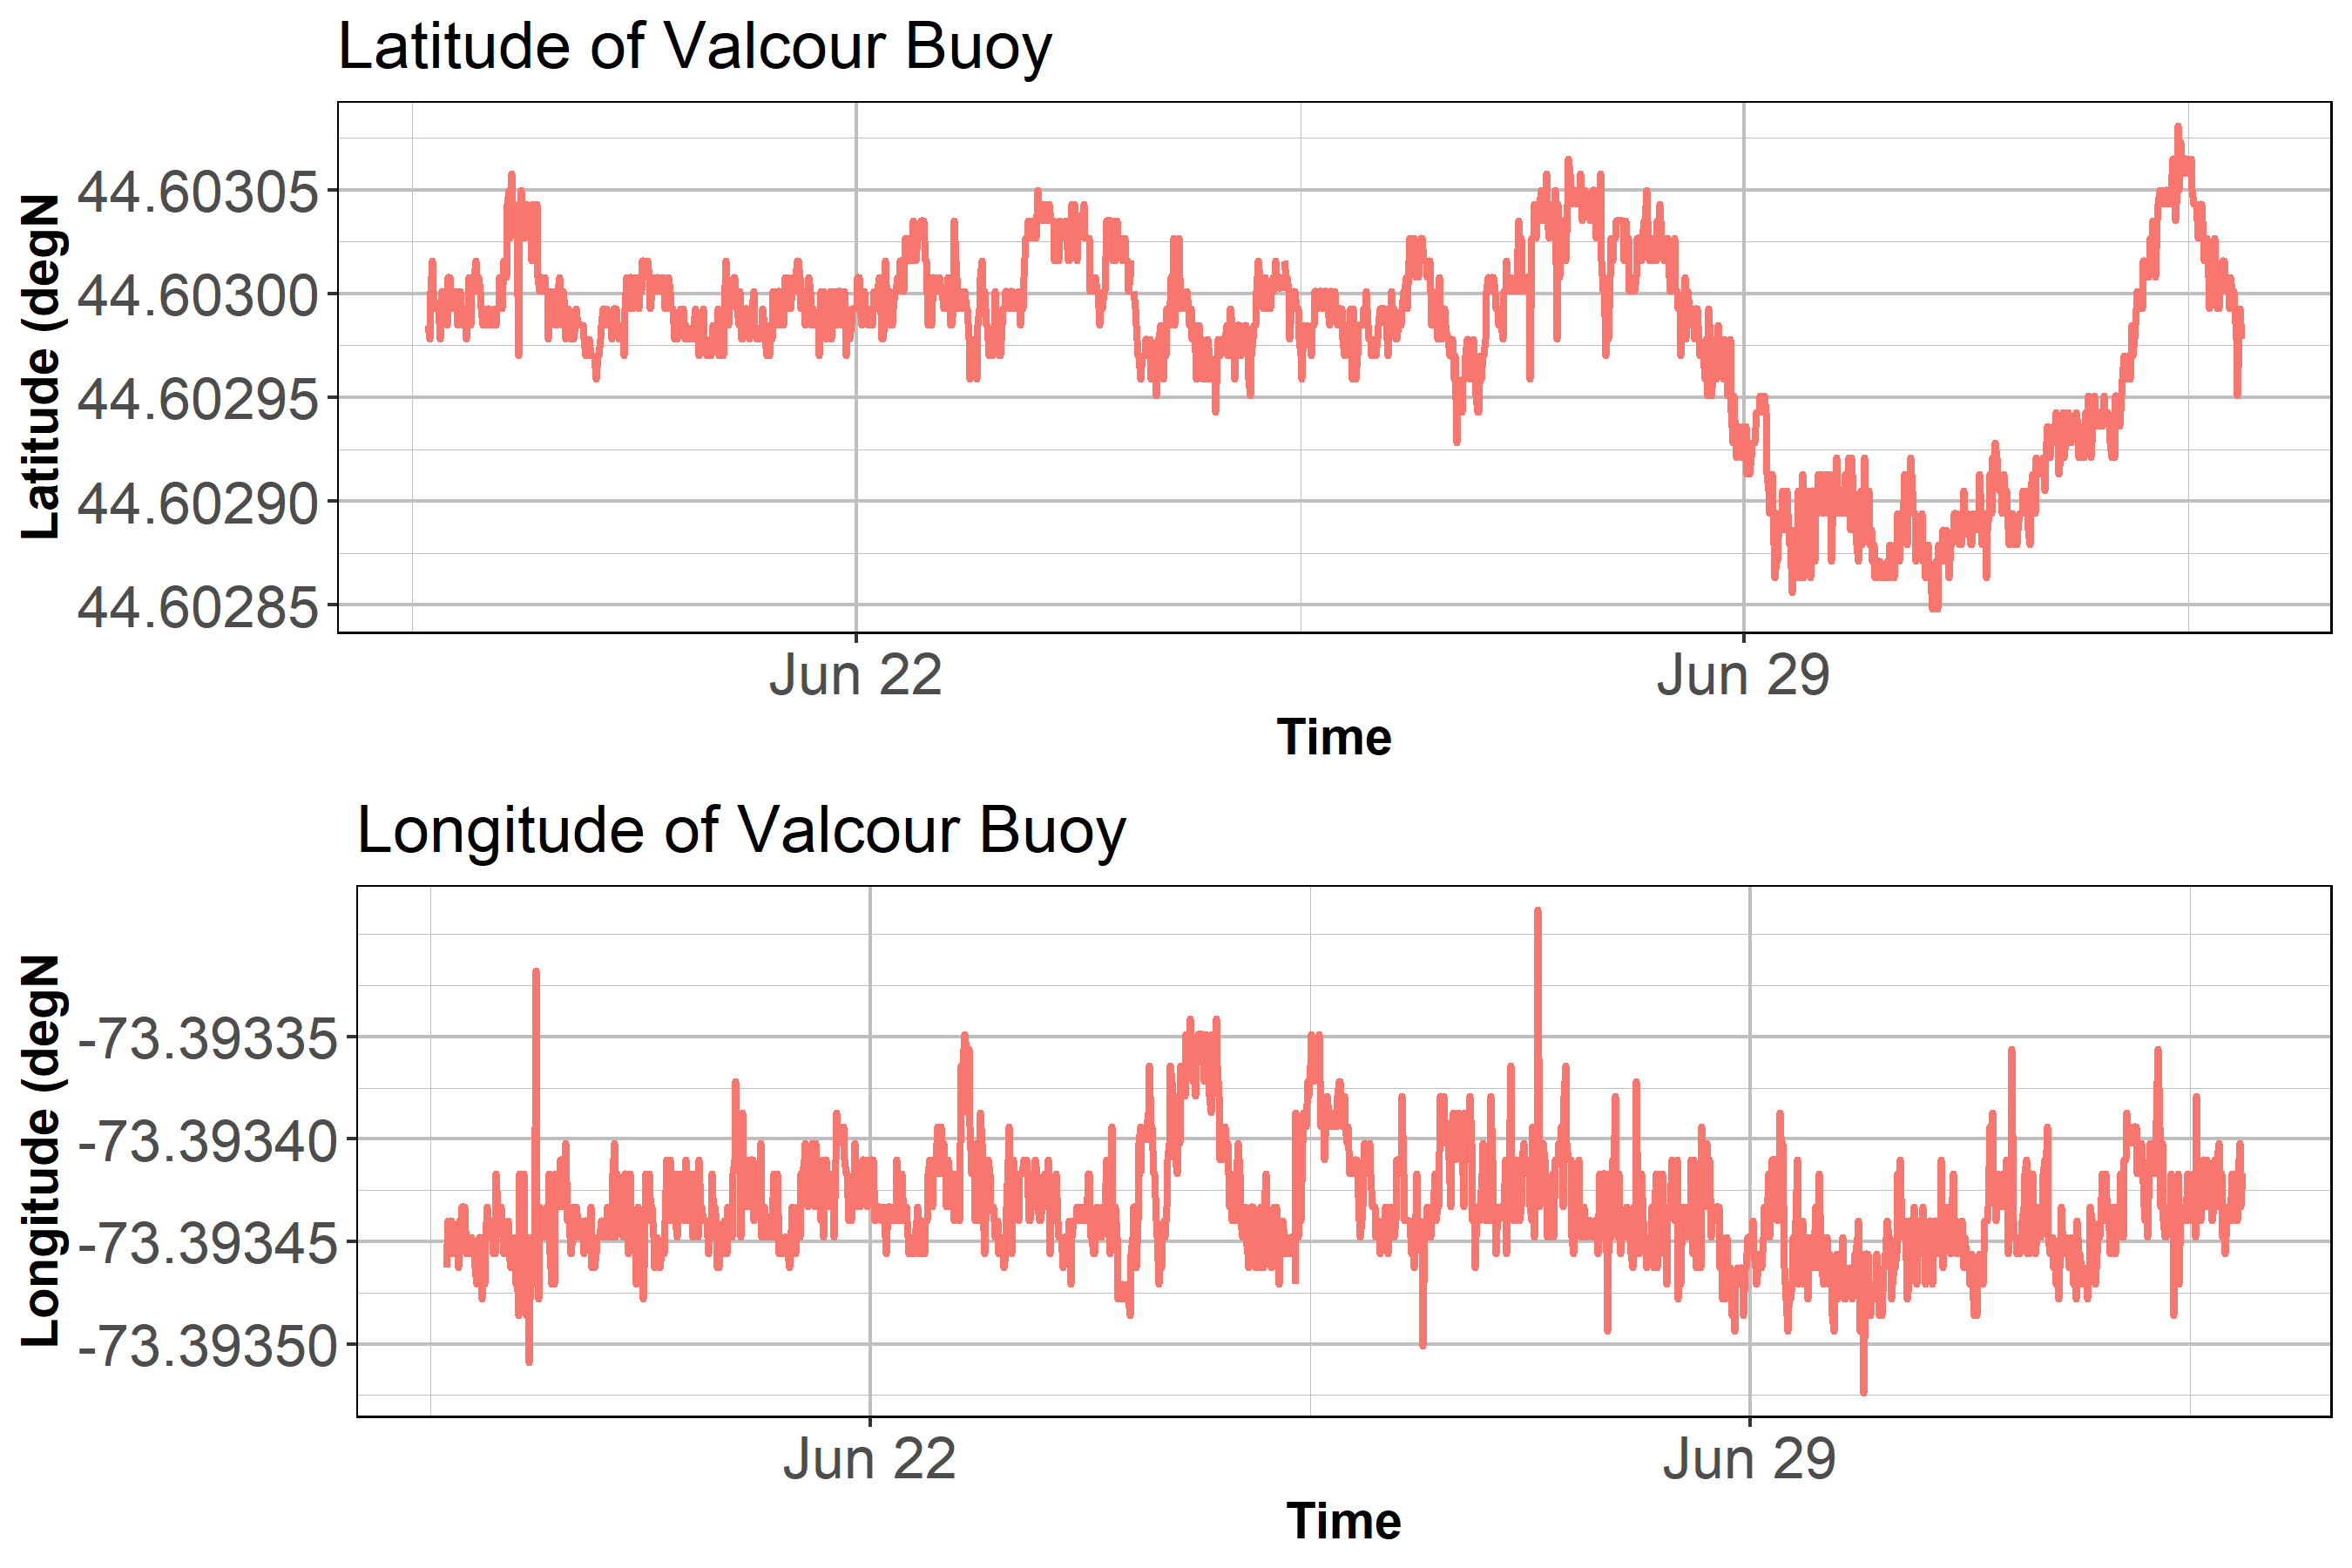 Latitude of Valcour Buoy
Latitude (degN
44.60305
44.60300
44.60295
44.60290
44.60285
Jun 22
Jun 29
Time
Longitude of Valcour Buoy
Longitude (degN
-73.39335
-73.39340
-73.39345
-73.39350
Jun 22
Jun 29
Time